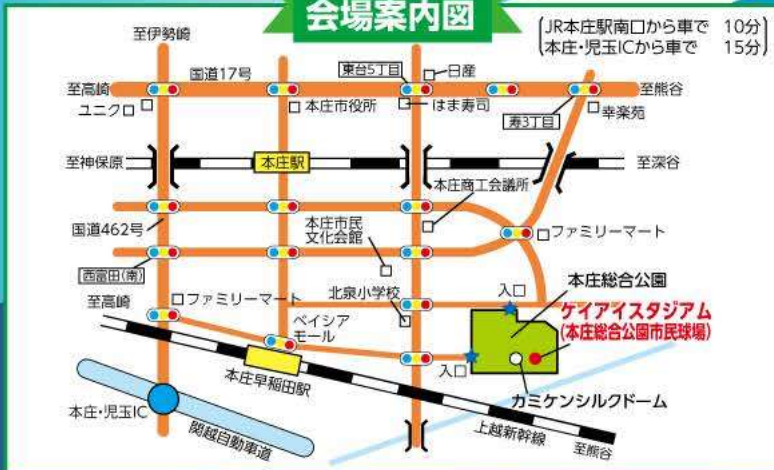 会場案内図
JR本庄駅南口から車で 10分
本庄・児玉ICから車で 15分
至伊勢崎
国道17号
東台5丁目
日産
至高崎
至熊谷
ユニクロ
本庄市役所
はま寿司
寿3丁目
幸楽苑
至神保原
本庄駅
至深谷
本庄商工会議所
国道462号
本庄市民
文化会館
ファミリーマート
西富田(南)
至高崎
ファミリーマート
北泉小学校
入口
本庄総合公園
ケイアイスタジアム
(本庄総合公園市民球場)
ベイシア
モール
入口
本庄早稲田駅
カミケンシルクドーム
本庄・児玉IC
関越自動車道
上越新幹線
至熊谷